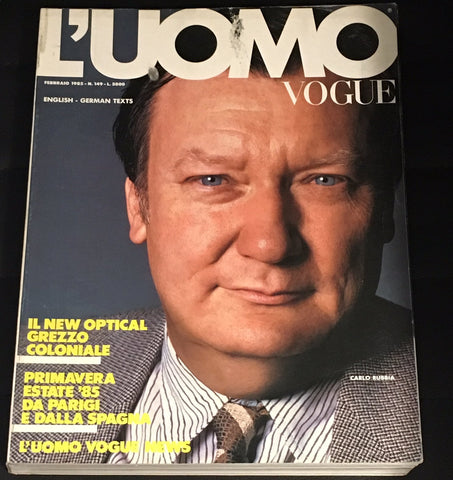 L'UOMO
VOGUE
FEBBRAIO 1985 - N. 149 - L. 5000
ENGLISH - GERMAN TEXTS
IL NEW OPTICAL
GREZZO
COLONIALE
CARLO RUBBIA
PRIMAVERA
ESTATE '85
DA PARIGI
E DALLA SPAGNA
L'UOMO VOGUE NEWS